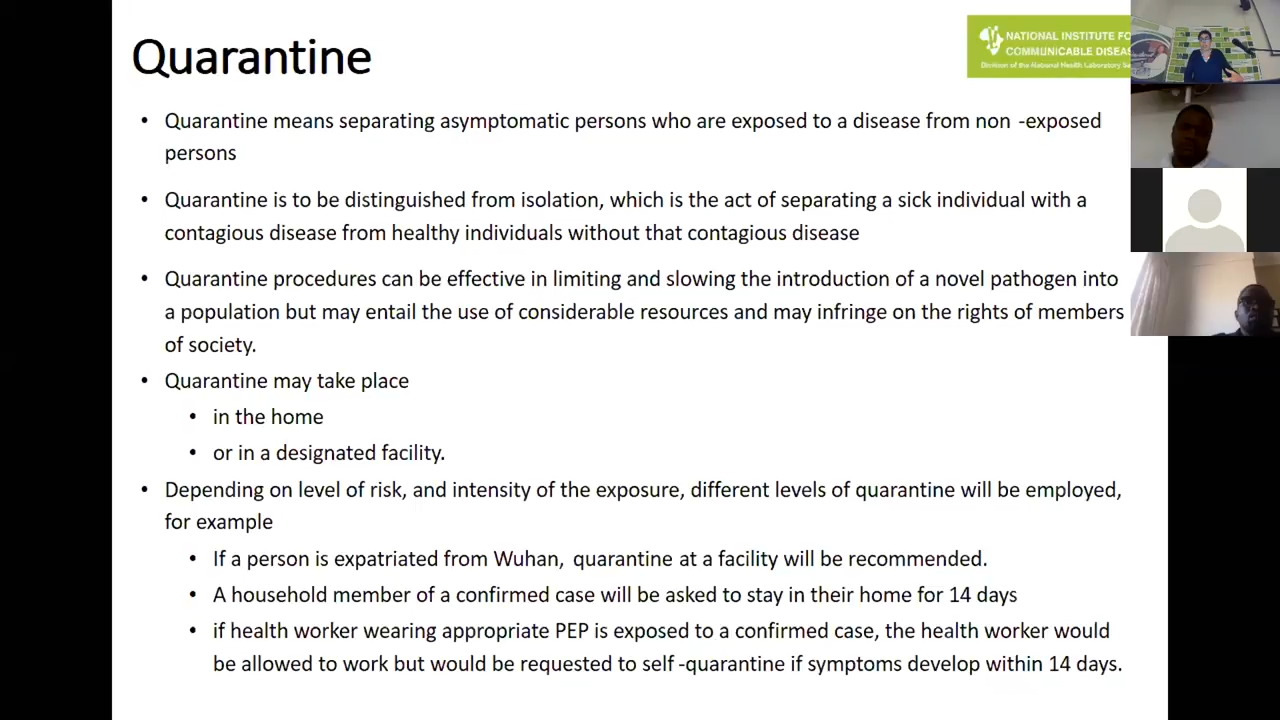 Quarantine
NATIONAL INSTITUTE FO
COMMUNICABLE DISEAS
Division of the National Health Laboratory
• Quarantine means separating asymptomatic persons who are exposed to a disease from non -exposed
persons
• Quarantine is to be distinguished from isolation, which is the act of separating a sick individual with a
contagious disease from healthy individuals without that contagious disease
• Quarantine procedures can be effective in limiting and slowing the introduction of a novel pathogen into
a population but may entail the use of considerable resources and may infringe on the rights of members
of society.
• Quarantine may take place
• in the home
• or in a designated facility.
• Depending on level of risk, and intensity of the exposure, different levels of quarantine will be employed,
for example
• If a person is expatriated from Wuhan, quarantine at a facility will be recommended.
• A household member of a confirmed case will be asked to stay in their home for 14 days
• if health worker wearing appropriate PEP is exposed to a confirmed case, the health worker would
be allowed to work but would be requested to self -quarantine if symptoms develop within 14 days.